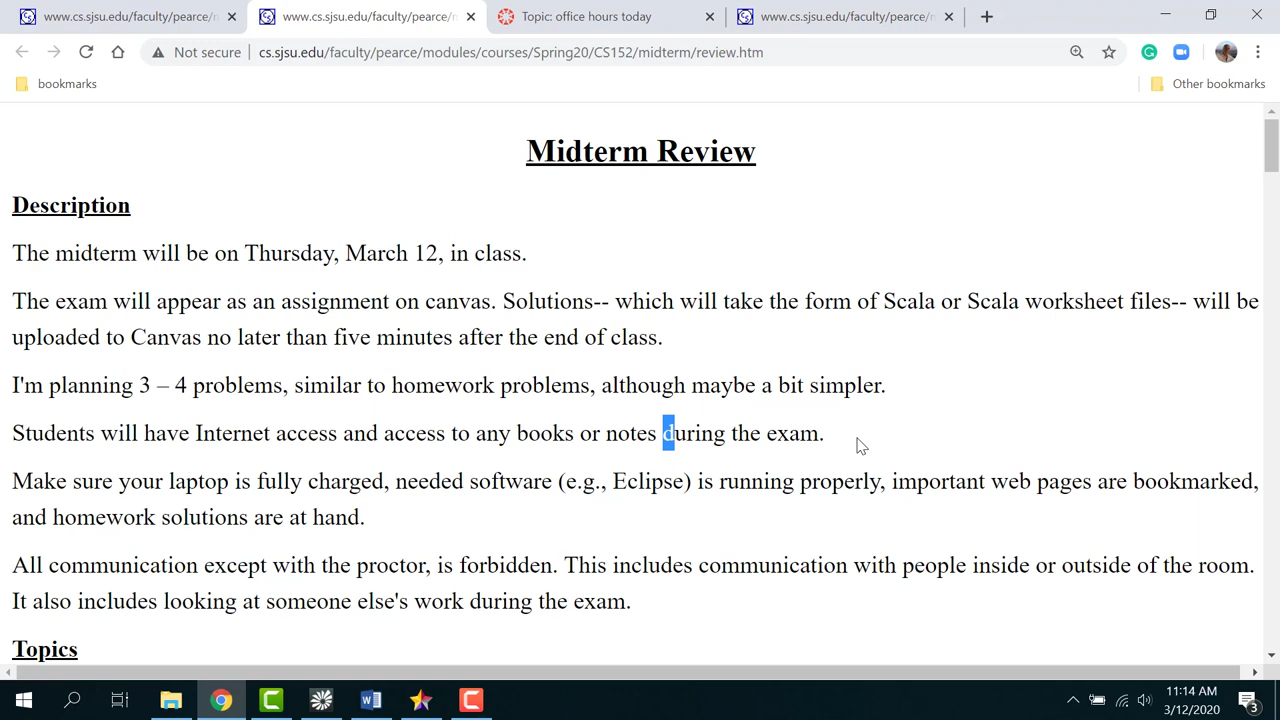 www.cs.sjsu.edu/faculty/pearce/
www.cs.sjsu.edu/faculty/pearce/
Topic: office hours today
www.cs.sjsu.edu/faculty/pearce/
Not secure
cs.sjsu.edu/faculty/pearce/modules/courses/Spring20/CS152/midterm/review.htm
bookmarks
Other bookmarks
Midterm Review
Description
The midterm will be on Thursday, March 12, in class.
The exam will appear as an assignment on canvas. Solutions-- which will take the form of Scala or Scala worksheet files-- will be
uploaded to Canvas no later than five minutes after the end of class.
I'm planning 3 – 4 problems, similar to homework problems, although maybe a bit simpler.
Students will have Internet access and access to any books or notes during the exam.
Make sure your laptop is fully charged, needed software (e.g., Eclipse) is running properly, important web pages are bookmarked,
and homework solutions are at hand.
All communication except with the proctor, is forbidden. This includes communication with people inside or outside of the room.
It also includes looking at someone else's work during the exam.
Topics
11:14 AM
3/12/2020
3